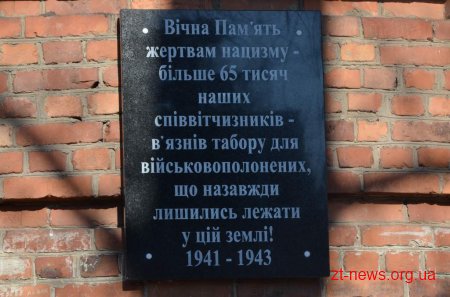 Вічна Пам'ять
жертвам нацизму -
більше 65 тисяч
наших
співвітчизників -
в'язнів табору для
військовополонених,
що назавжди
лишились лежати
у цій землі!
1941 - 1943
zt-news.org.ua